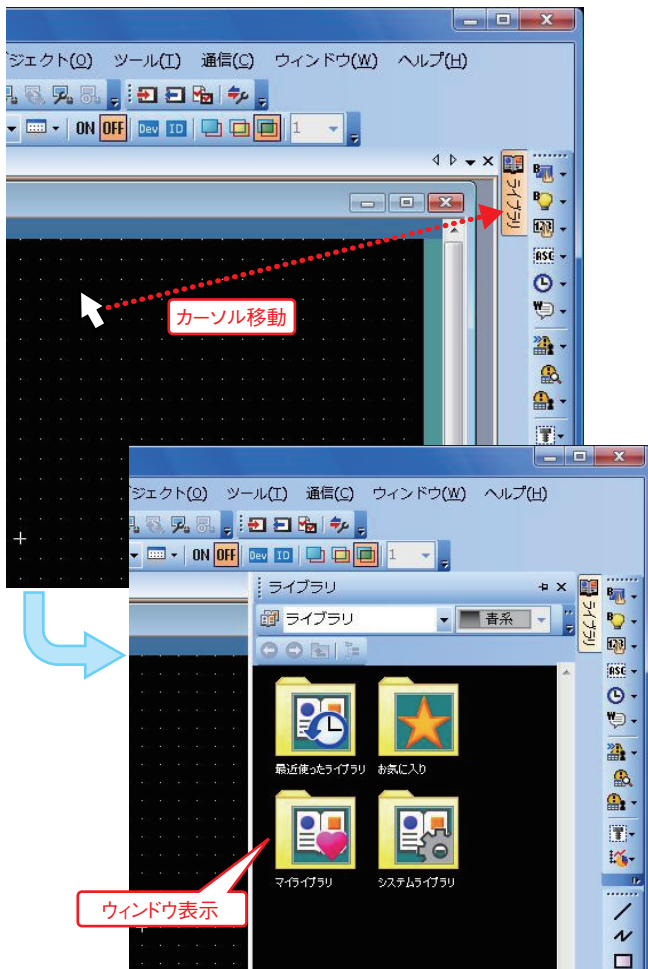 ジェクト(O) ツール(T) 通信(C) ウィンドウ(W) ヘルプ(H)
ON OFF Dev ID 1
ライブラリ
B
B
123
ASC
W
カーソル移動
T
ジェクト(O) ツール(T) 通信(C) ウィンドウ(W) ヘルプ(H)
ON OFF Dev ID 1
ライブラリ
ライブラリ 青系
ライブラリ
B
B
123
ASC
W
最近使ったライブラリ お気に入り
マイライブラリ システムライブラリ
T
ウィンドウ表示